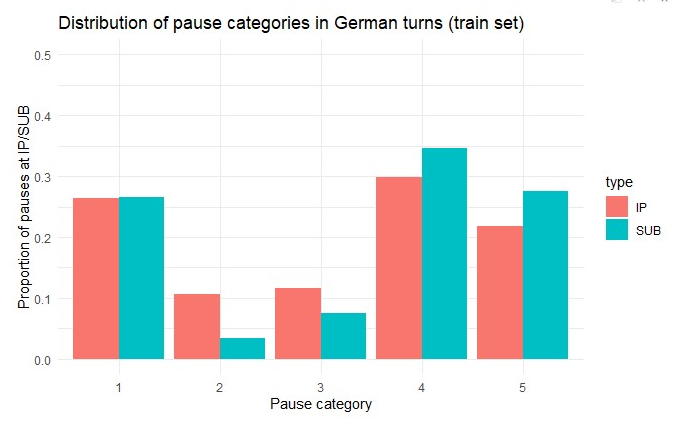 Distribution of pause categories in German turns (train set)
Proportion of pauses at IP/SUB
0.5
0.4
0.3
0.2
0.1
0.0
1 2 3 4 5
Pause category
type
IP
SUB